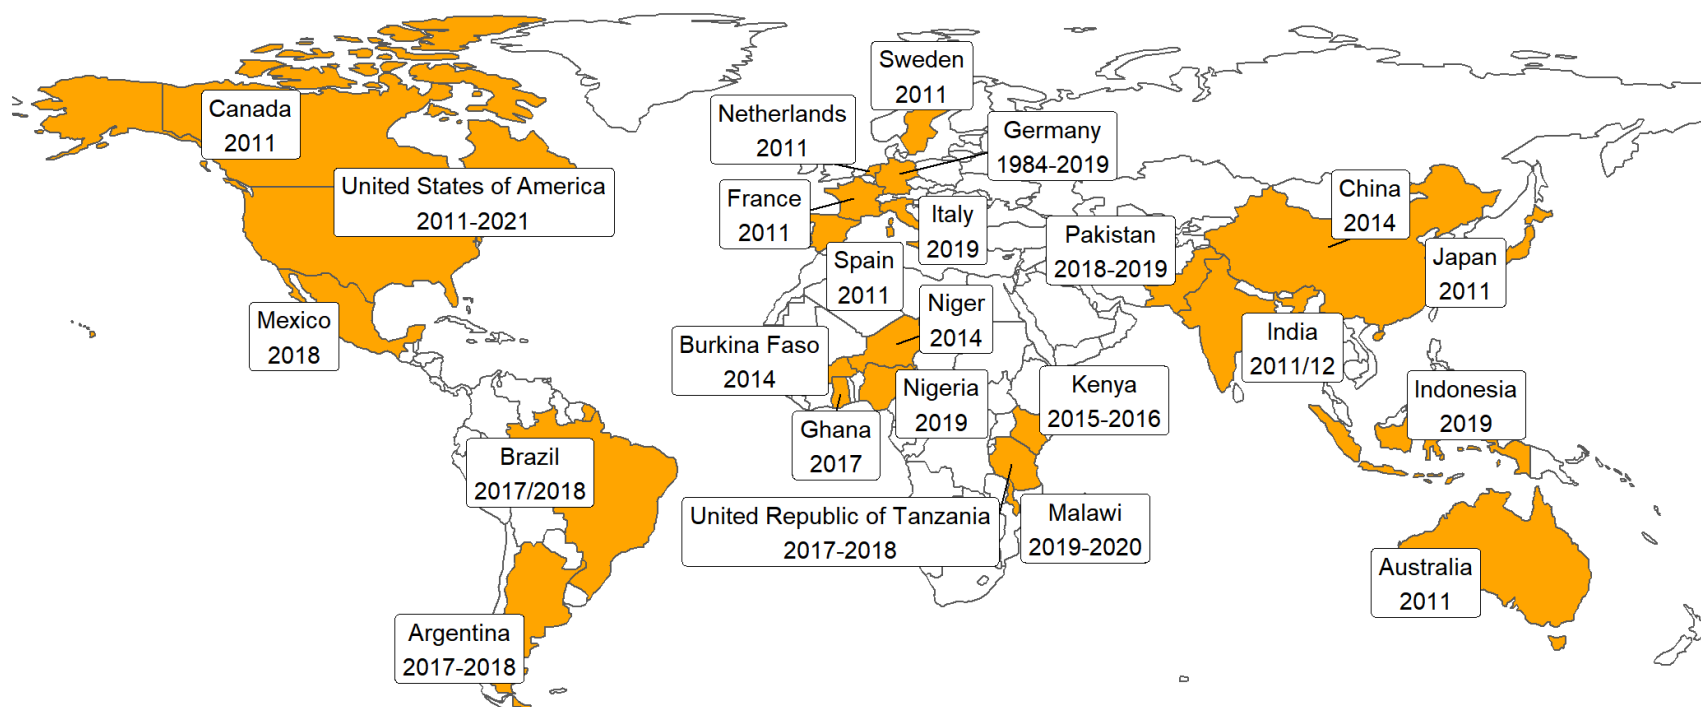 Sweden
2011
Canada
2011
Netherlands
2011
Germany
1984-2019
United States of America
2011-2021
France
2011
Italy
2019
China
2014
Pakistan
2018-2019
Japan
2011
Spain
2011
Niger
2014
Mexico
2018
India
2011/12
Burkina Faso
2014
Nigeria
2019
Kenya
2015-2016
Indonesia
2019
Ghana
2017
Brazil
2017/2018
United Republic of Tanzania
2017-2018
Malawi
2019-2020
Australia
2011
Argentina
2017-2018